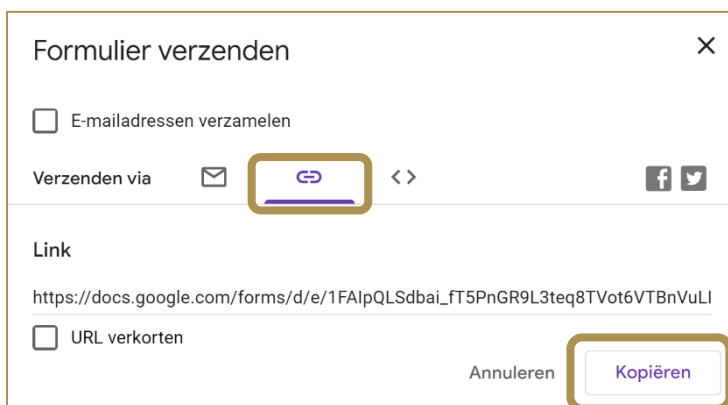 Formulier verzenden
E-mailadressen verzamelen
Verzenden via
Link
https://docs.google.com/forms/d/e/1FAIpQLSdbai_fT5PnGR9L3teq8TVot6VTBnVuLI
URL verkorten
Annuleren Kopiëren